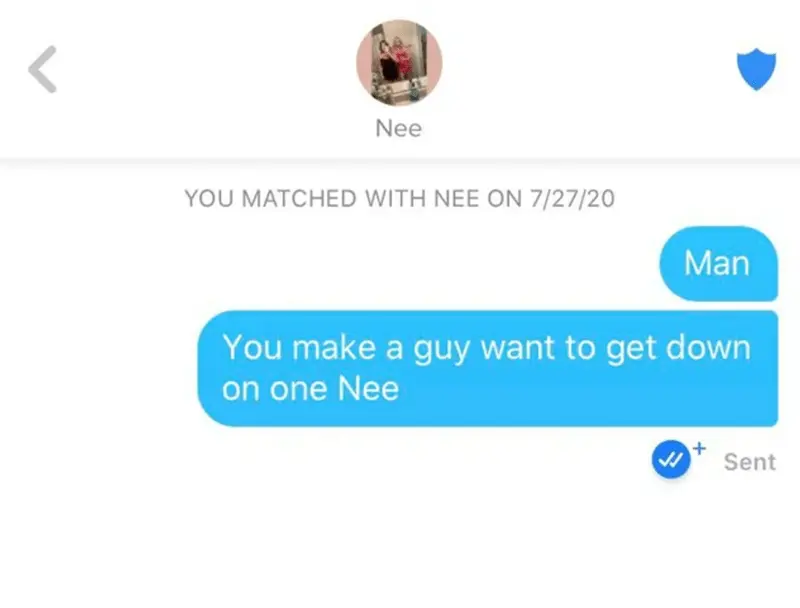 Nee
YOU MATCHED WITH NEE ON 7/27/20
Man
You make a guy want to get down
on one Nee
Sent